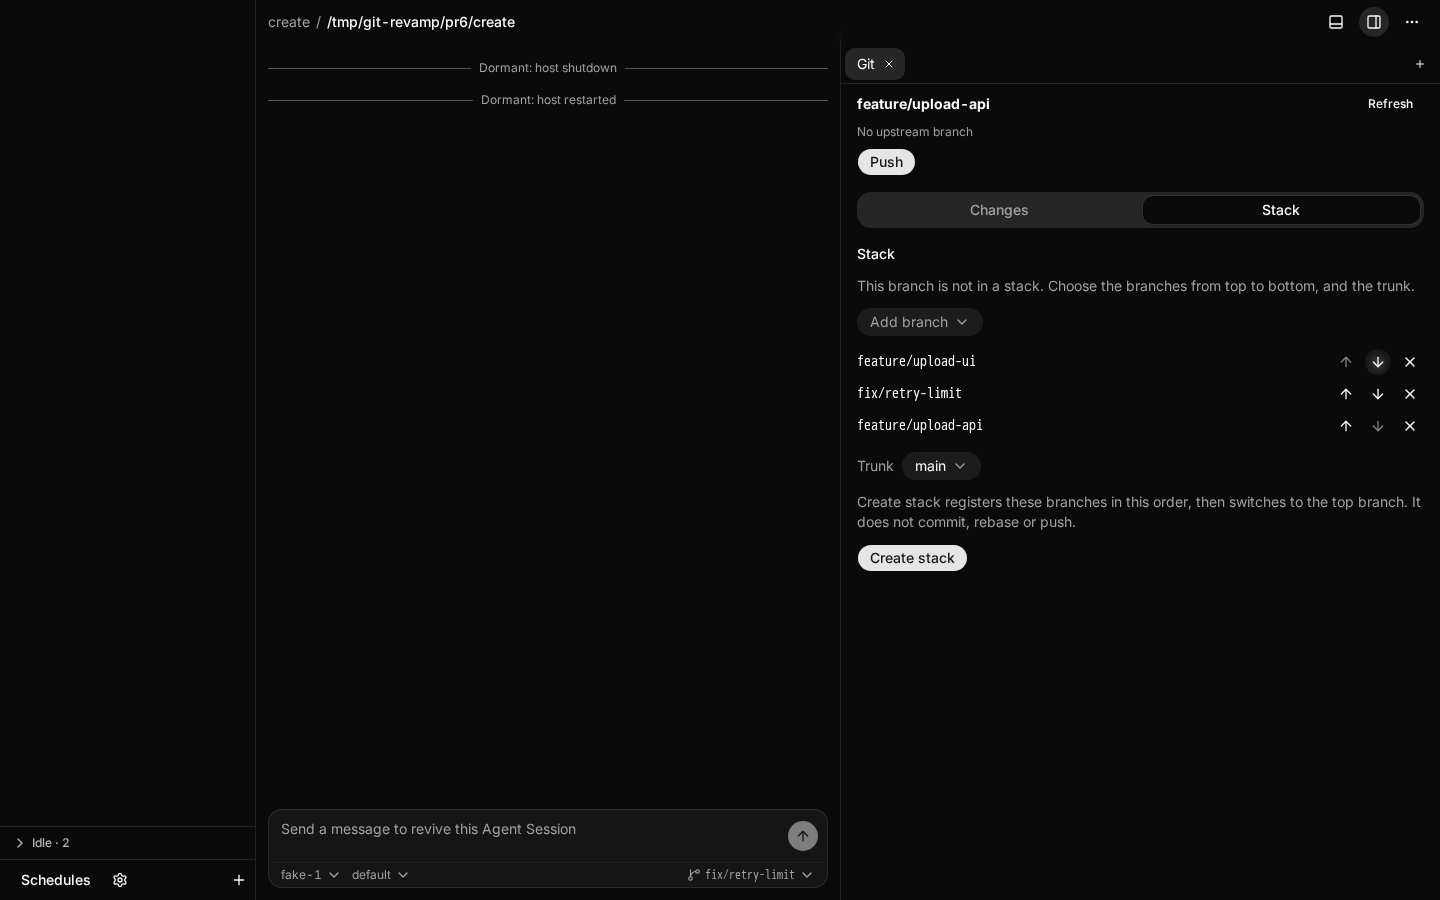 create / /tmp/git-revamp/pr6/create
Dormant: host shutdown
Dormant: host restarted
Send a message to revive this Agent Session
fake-1
default
fix/retry-limit
Idle · 2
Schedules
Git
feature/upload-api
Refresh
No upstream branch
Push
Changes
Stack
Stack
This branch is not in a stack. Choose the branches from top to bottom, and the trunk.
Add branch
feature/upload-ui
fix/retry-limit
feature/upload-api
Trunk
main
Create stack registers these branches in this order, then switches to the top branch. It
does not commit, rebase or push.
Create stack